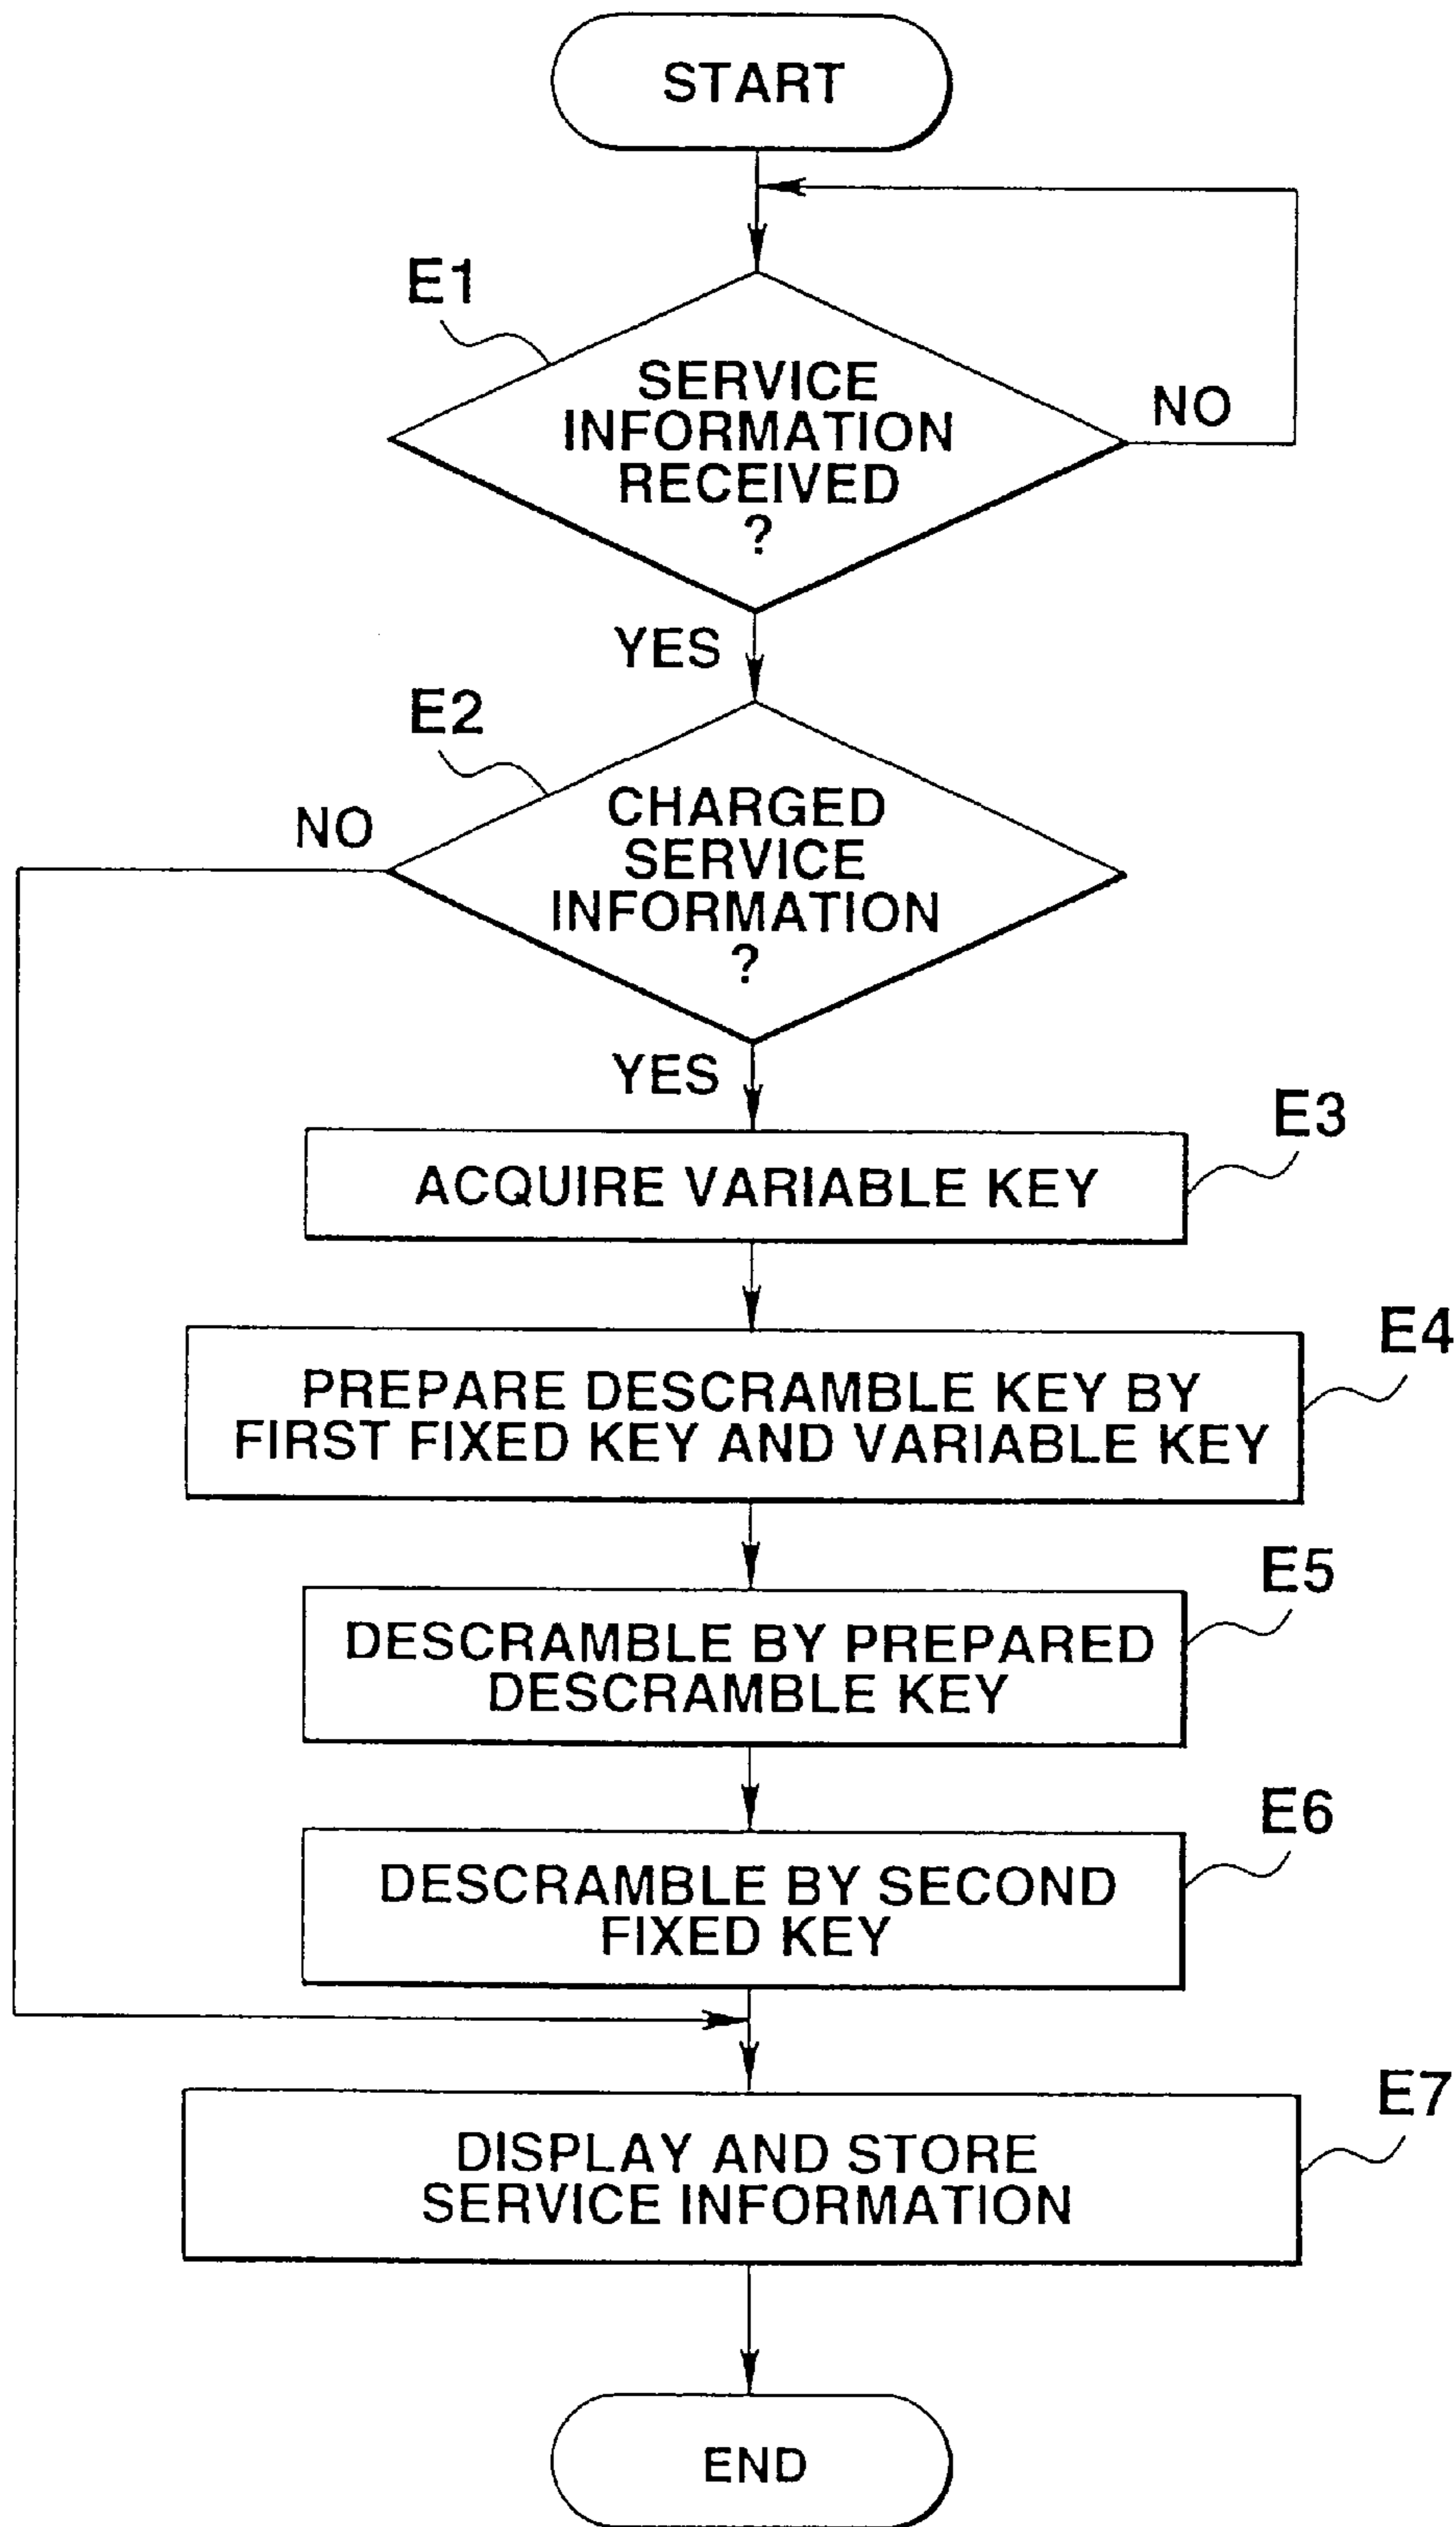 START
E1
SERVICE
INFORMATION
RECEIVED
?
NO
YES
E2
CHARGED
SERVICE
INFORMATION
?
NO
YES
E3
ACQUIRE VARIABLE KEY
E4
PREPARE DESCRAMBLE KEY BY
FIRST FIXED KEY AND VARIABLE KEY
E5
DESCRAMBLE BY PREPARED
DESCRAMBLE KEY
E6
DESCRAMBLE BY SECOND
FIXED KEY
E7
DISPLAY AND STORE
SERVICE INFORMATION
END